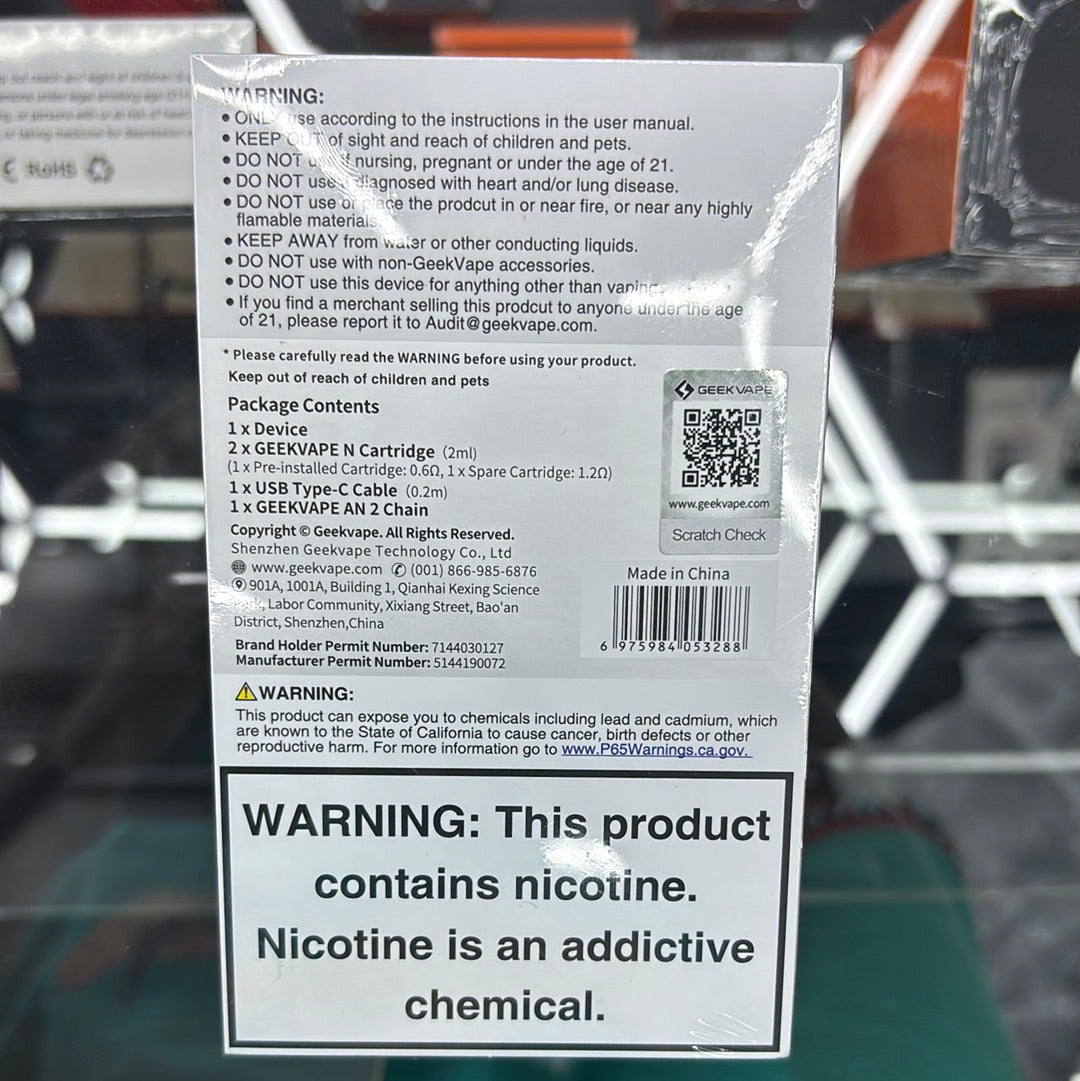 WARNING:
• ONLY use according to the instructions in the user manual.
• KEEP OUT of sight and reach of children and pets.
• DO NOT use if nursing, pregnant or under the age of 21.
• DO NOT use diagnosed with heart and/or lung disease.
• DO NOT use or place the prodcut in or near fire, or near any highly
flamable materials
• KEEP AWAY from water or other conducting liquids.
• DO NOT use with non-GeekVape accessories.
• DO NOT use this device for anything other than vaping
• If you find a merchant selling this prodcut to anyone under the age
of 21, please report it to Audit@geekvape.com.
* Please carefully read the WARNING before using your product.
Keep out of reach of children and pets
Package Contents
1 x Device
2 x GEEKVAPE N Cartridge (2ml)
(1 x Pre-installed Cartridge: 0.6Ω, 1 x Spare Cartridge: 1.2Ω)
1 x USB Type-C Cable (0.2m)
1 x GEEKVAPE AN 2 Chain
Copyright © Geekvape. All Rights Reserved.
Shenzhen Geekvape Technology Co., Ltd
www.geekvape.com (001) 866-985-6876
901A, 1001A, Building 1, Qianhai Kexing Science
Park, Labor Community, Xixiang Street, Bao'an
District, Shenzhen,China
Brand Holder Permit Number: 7144030127
Manufacturer Permit Number: 5144190072
GEEKVAPE
www.geekvape.com
Scratch Check
Made in China
6 975984 053288
WARNING:
This product can expose you to chemicals including lead and cadmium, which
are known to the State of California to cause cancer, birth defects or other
reproductive harm. For more information go to www.P65Warnings.ca.gov.
WARNING: This product
contains nicotine.
Nicotine is an addictive
chemical.
RoHS